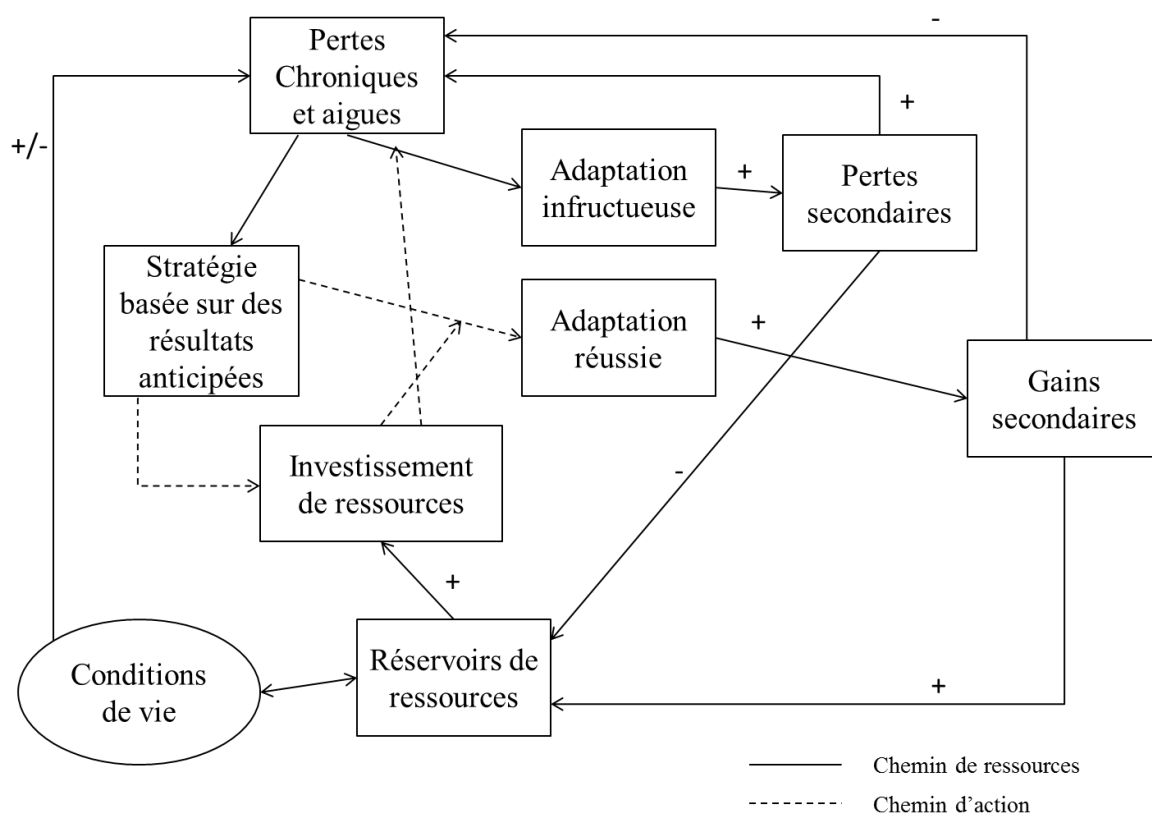 -
Pertes
Chroniques
et aigues
+
+/-
Adaptation
infructueuse
+
Pertes
secondaires
Stratégie
basée sur des
résultats
anticipées
Adaptation
réussie
+
Gains
secondaires
Investissement
de ressources
-
+
Conditions
de vie
Réservoirs de
ressources
+
Chemin de ressources
Chemin d'action